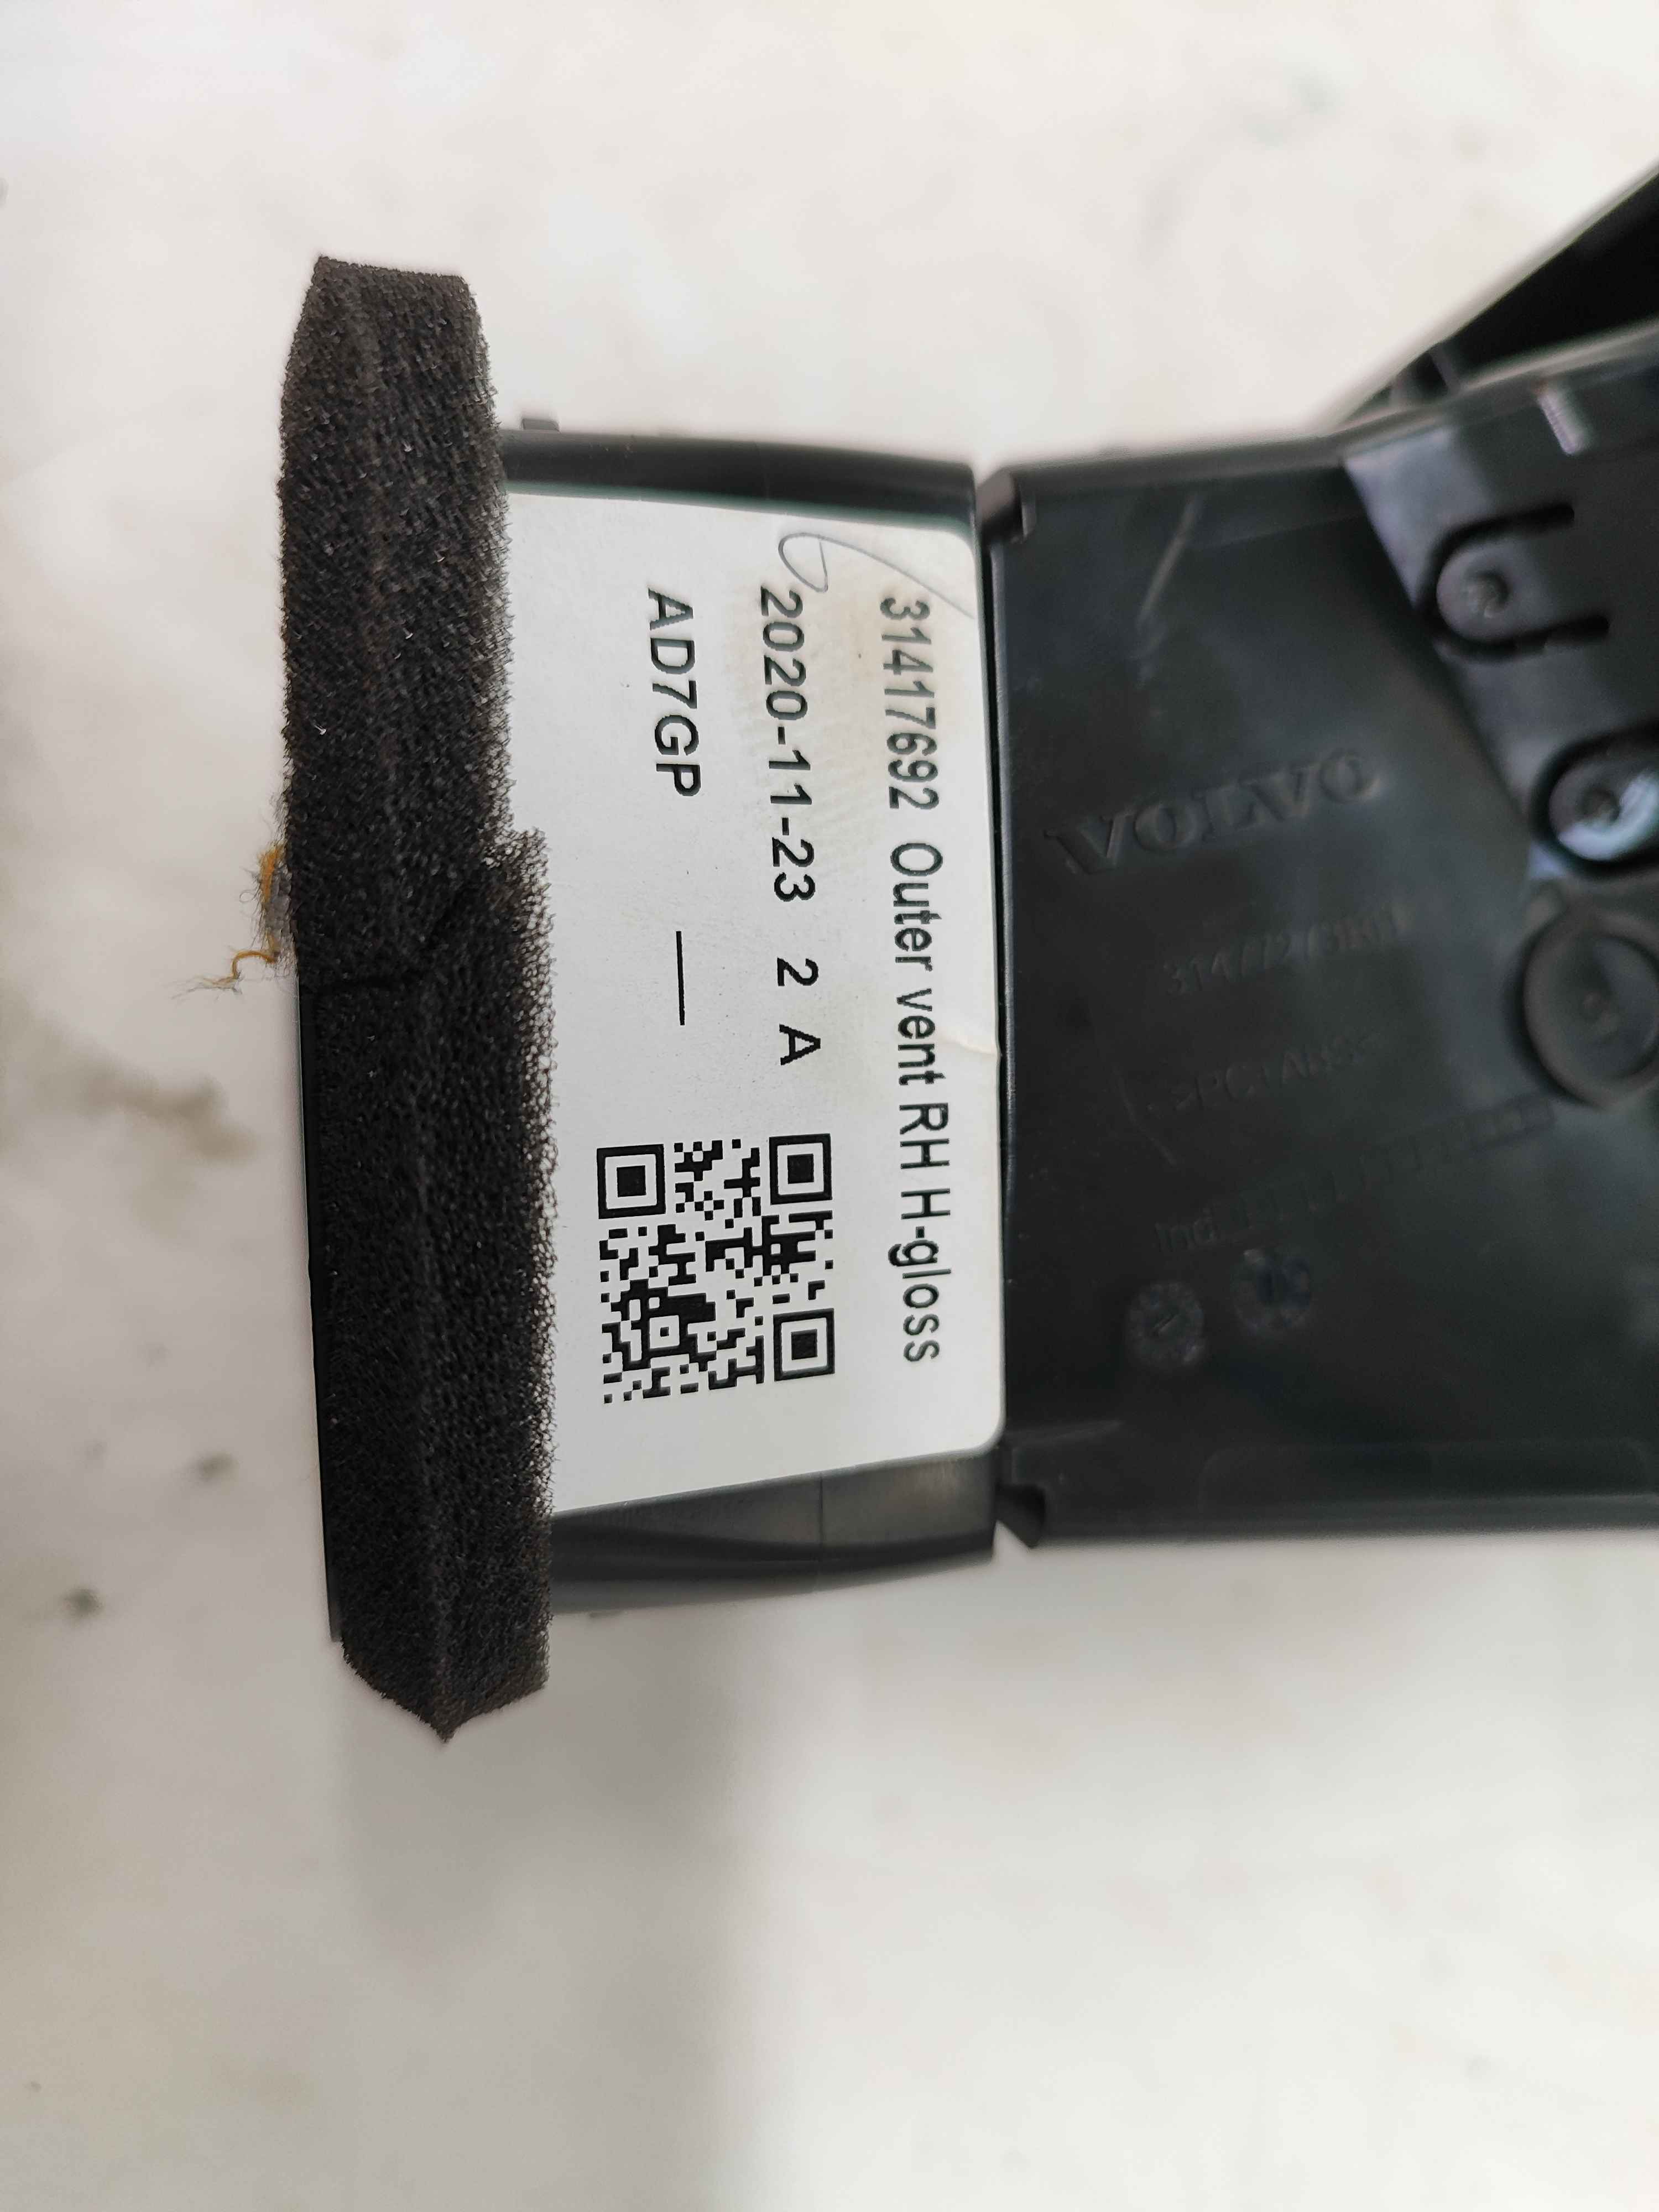 31417692 Outer vent RH H-gloss
2020-11-23 2 A
AD7GP —
VOLVO